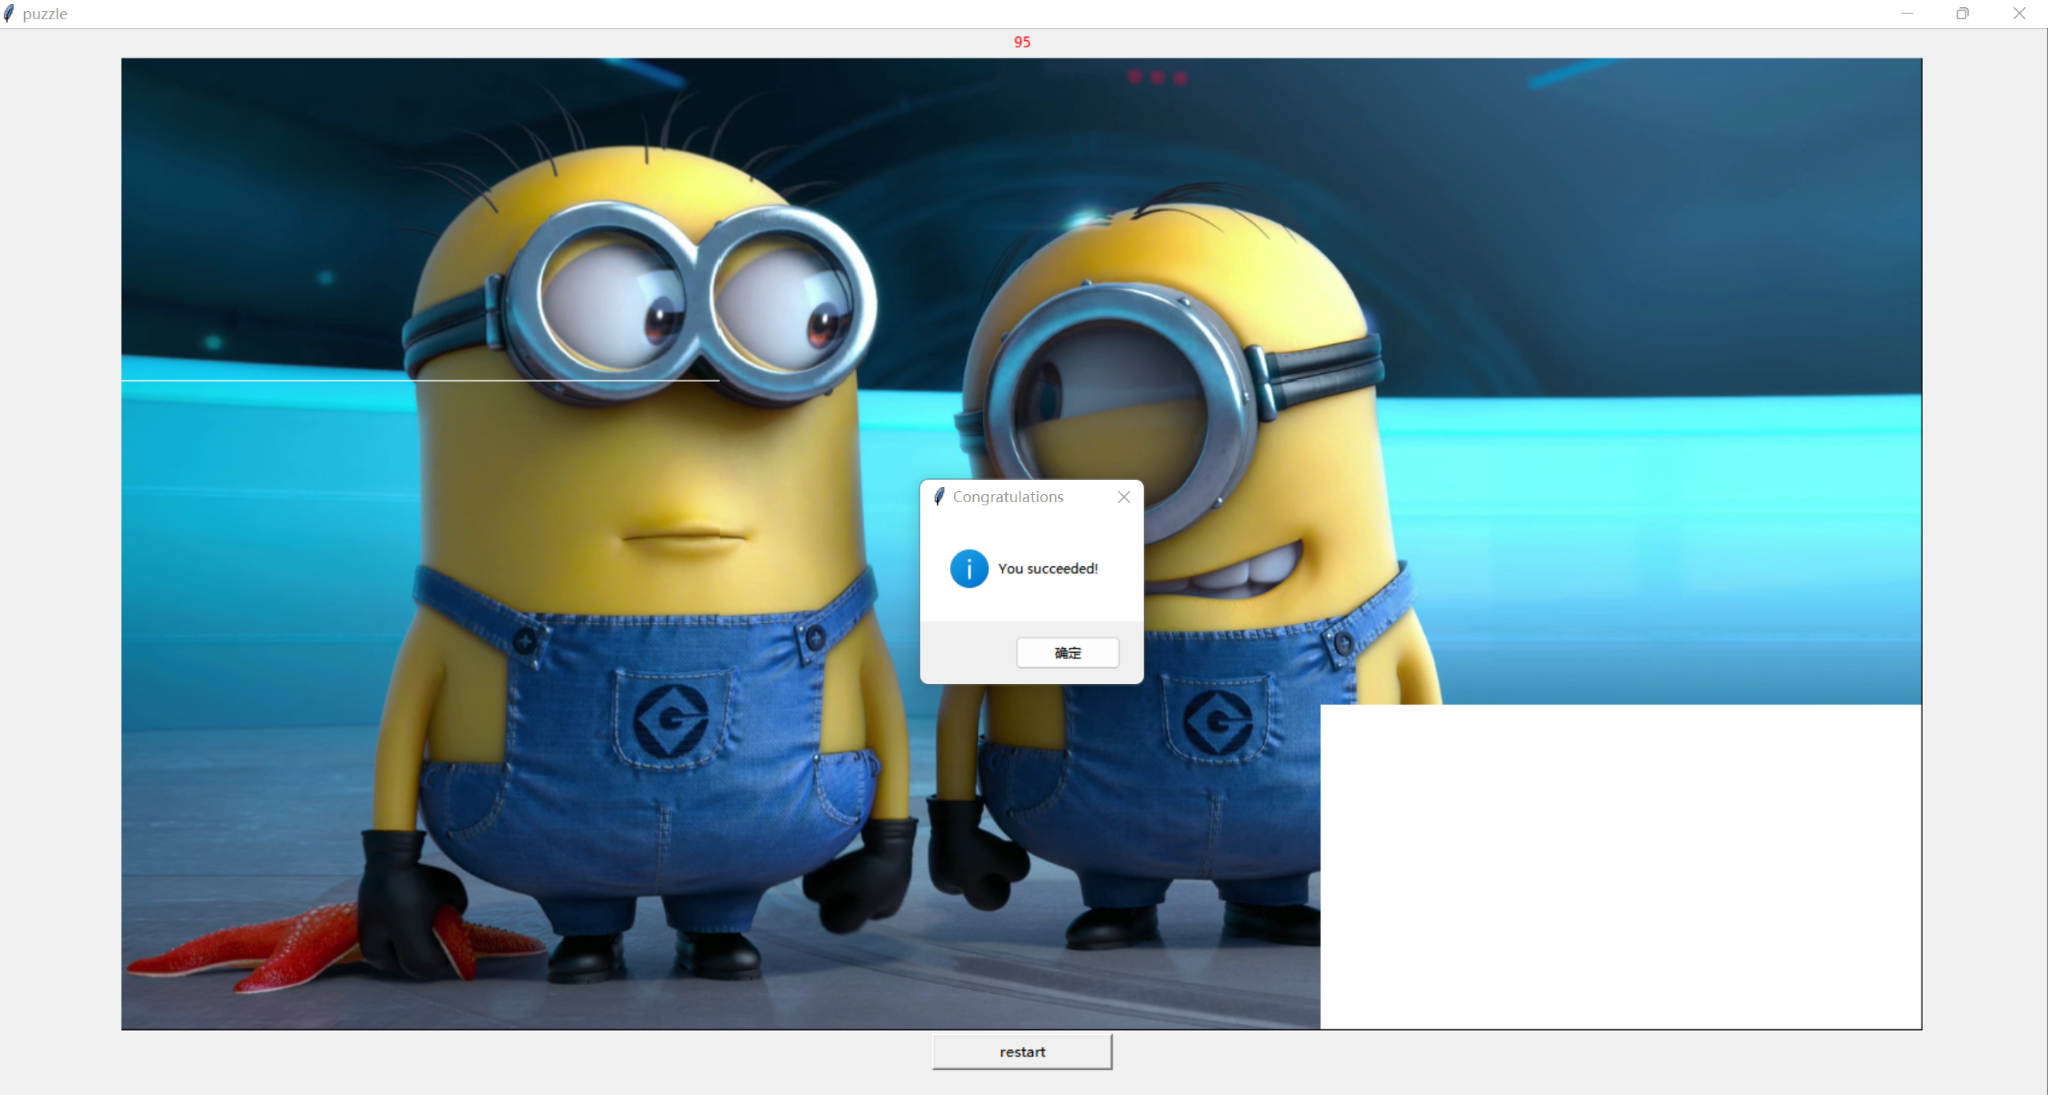 puzzle
95
Congratulations
You succeeded!
确定
restart